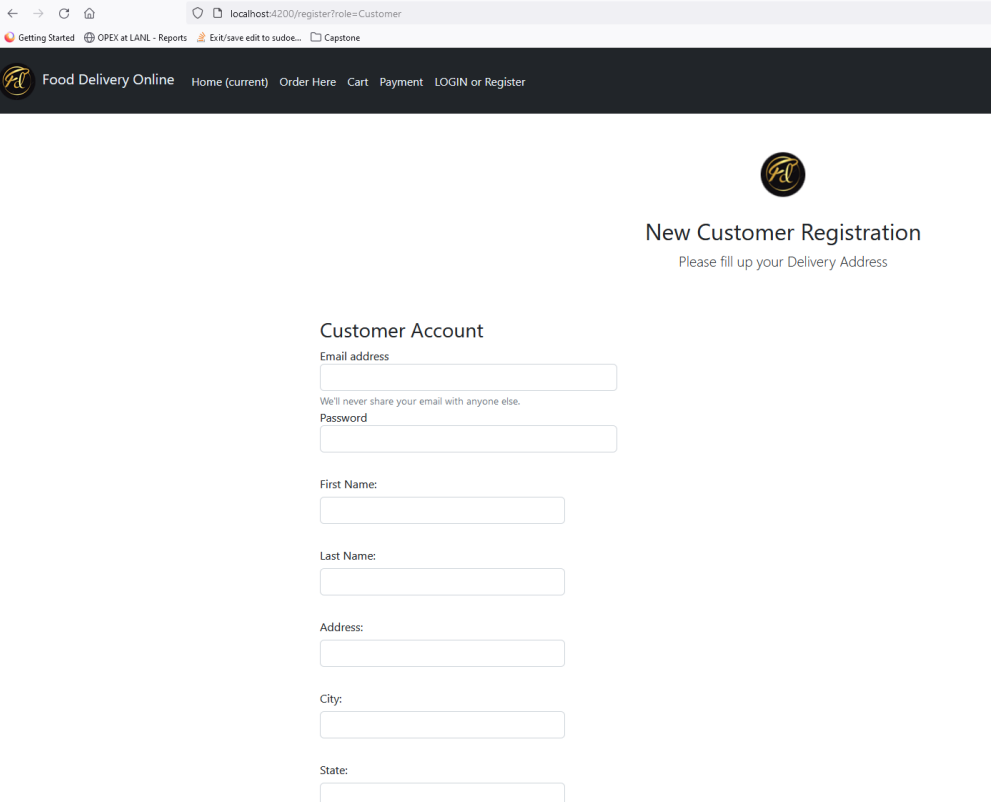 localhost:4200/register?role=Customer
Getting Started OPEX at LANL - Reports Exit/save edit to sudoe... Capstone
Fd Food Delivery Online Home (current) Order Here Cart Payment LOGIN or Register
Fd
New Customer Registration
Please fill up your Delivery Address
Customer Account
Email address
We'll never share your email with anyone else.
Password
First Name:
Last Name:
Address:
City:
State: